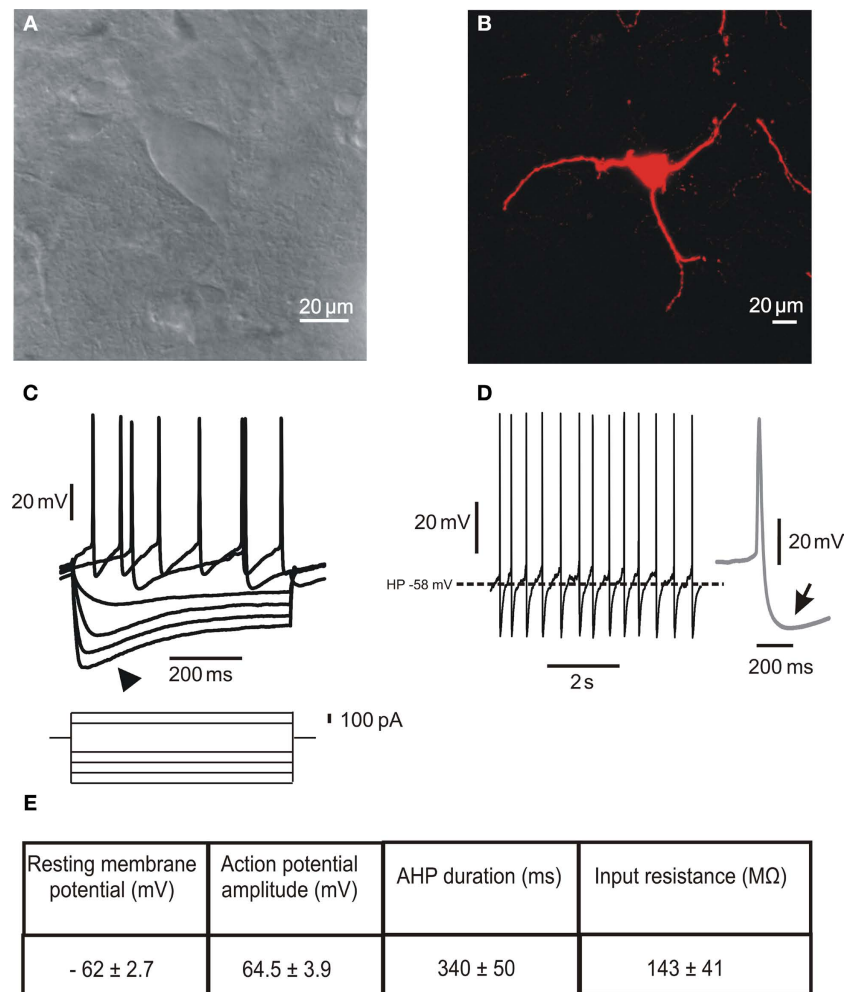 A
B
20 µm
20 µm
C
D
20 mV
20 mV
20 mV
HP -58 mV
200 ms
2 s
200 ms
100 pA
E
Resting membrane
potential (mV)
Action potential
amplitude (mV)
AHP duration (ms)
Input resistance (MΩ)
- 62 ± 2.7
64.5 ± 3.9
340 ± 50
143 ± 41